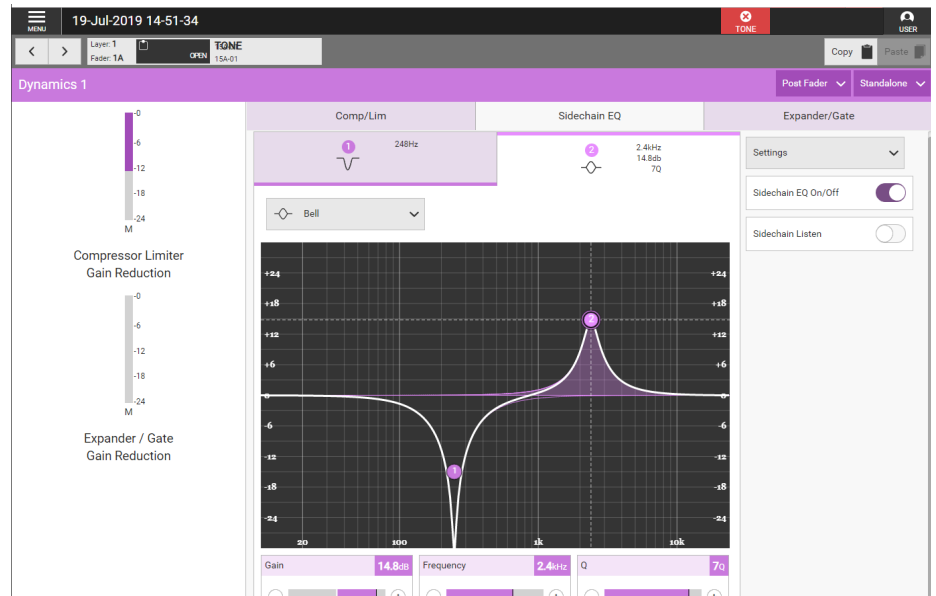 MENU
19-Jul-2019 14-51-34
TONE
USER
Layer: 1
Fader: 1A
OPEN
TONE
15A-01
Copy
Paste
Dynamics 1
Post Fader
Standalone
-0
-6
-12
-18
-24
M
Compressor Limiter
Gain Reduction
-0
-6
-12
-18
-24
M
Expander / Gate
Gain Reduction
Comp/Lim
Sidechain EQ
Expander/Gate
1
248Hz
2
2.4kHz
14.8db
7Q
Bell
Settings
Sidechain EQ On/Off
Sidechain Listen
+24 +24
+18 +18
2
+12 +12
+6 +6
0 0
-6 -6
-12 -12
1
-18 -18
-24 -24
20 100 1k 10k
Gain 14.8dB Frequency 2.4kHz Q 7Q